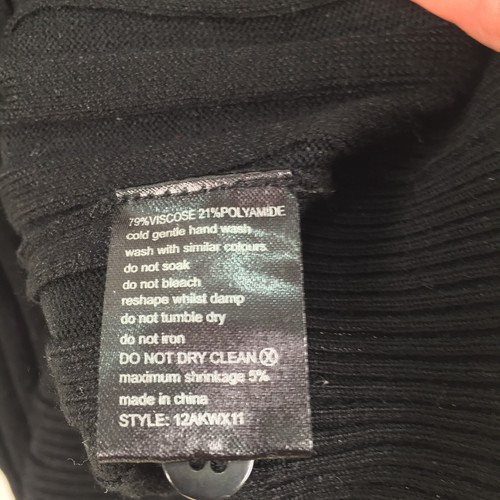 79%VISCOSE 21%POLYAMIDE
cold gentle hand wash
wash with similar colours
do not soak
do not bleach
reshape whilst damp
do not tumble dry
do not iron
DO NOT DRY CLEAN Ⓧ
maximum shrinkage 5%
made in china
STYLE: 12AKWX11